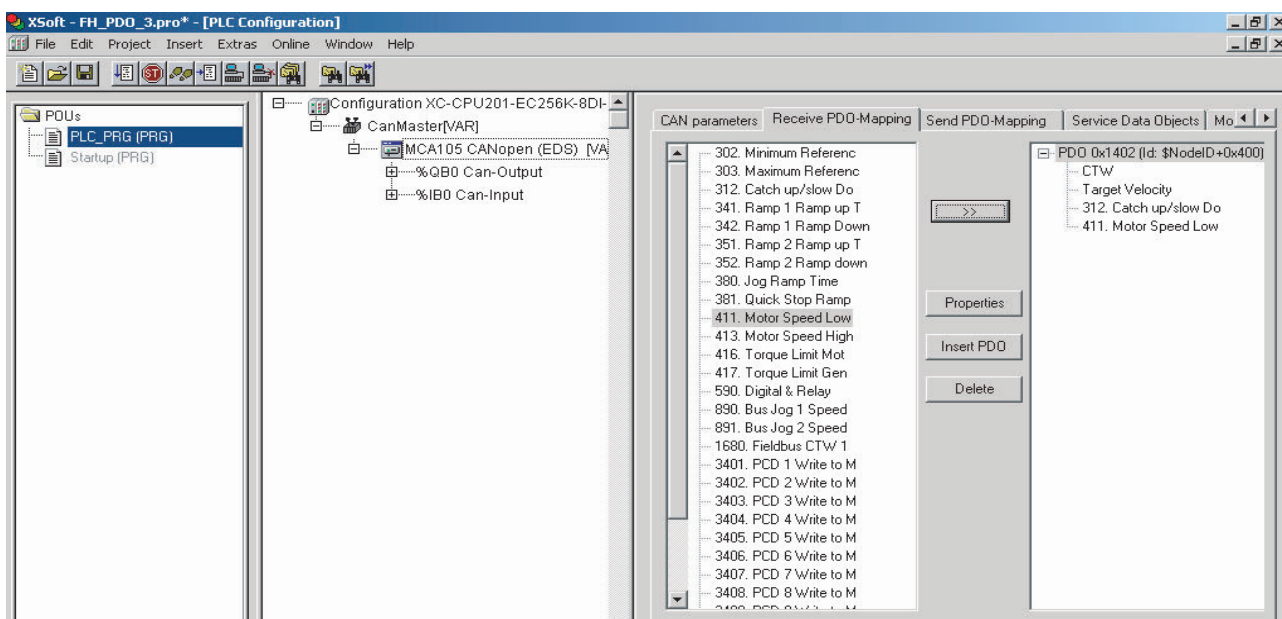 XSoft - FH_PDO_3.pro* - [PLC Configuration]
File Edit Project Insert Extras Online Window Help
POUs
PLC_PRG (PRG)
Startup (PRG)
Configuration XC-CPU201-EC256K-8DI-
CanMaster[VAR]
MCA105 CANopen (EDS) [VA
%QB0 Can-Output
%IB0 Can-Input
CAN parameters Receive PDO-Mapping Send PDO-Mapping Service Data Objects Mo
302. Minimum Referenc
303. Maximum Referenc
312. Catch up/slow Do
341. Ramp 1 Ramp up T
342. Ramp 1 Ramp Down
351. Ramp 2 Ramp up T
352. Ramp 2 Ramp down
380. Jog Ramp Time
381. Quick Stop Ramp
411. Motor Speed Low
413. Motor Speed High
416. Torque Limit Mot
417. Torque Limit Gen
590. Digital & Relay
890. Bus Jog 1 Speed
891. Bus Jog 2 Speed
1680. Fieldbus CTW 1
3401. PCD 1 Write to M
3402. PCD 2 Write to M
3403. PCD 3 Write to M
3404. PCD 4 Write to M
3405. PCD 5 Write to M
3406. PCD 6 Write to M
3407. PCD 7 Write to M
3408. PCD 8 Write to M
>>
Properties
Insert PDO
Delete
PDO 0x1402 (Id: $NodeID+0x400)
CTW
Target Velocity
312. Catch up/slow Do
411. Motor Speed Low